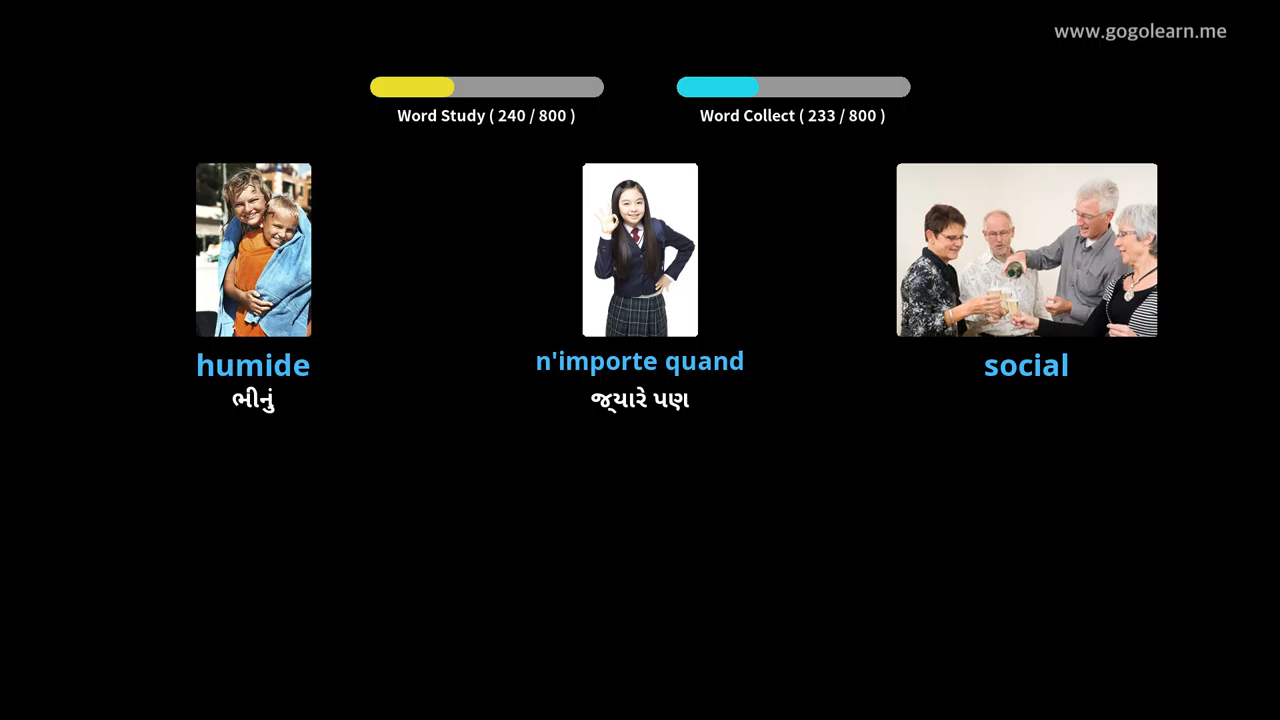 www.gogolearn.me
Word Study ( 240 / 800 )
Word Collect ( 233 / 800 )
humide
ભીનું
n'importe quand
જ્યારે પણ
social